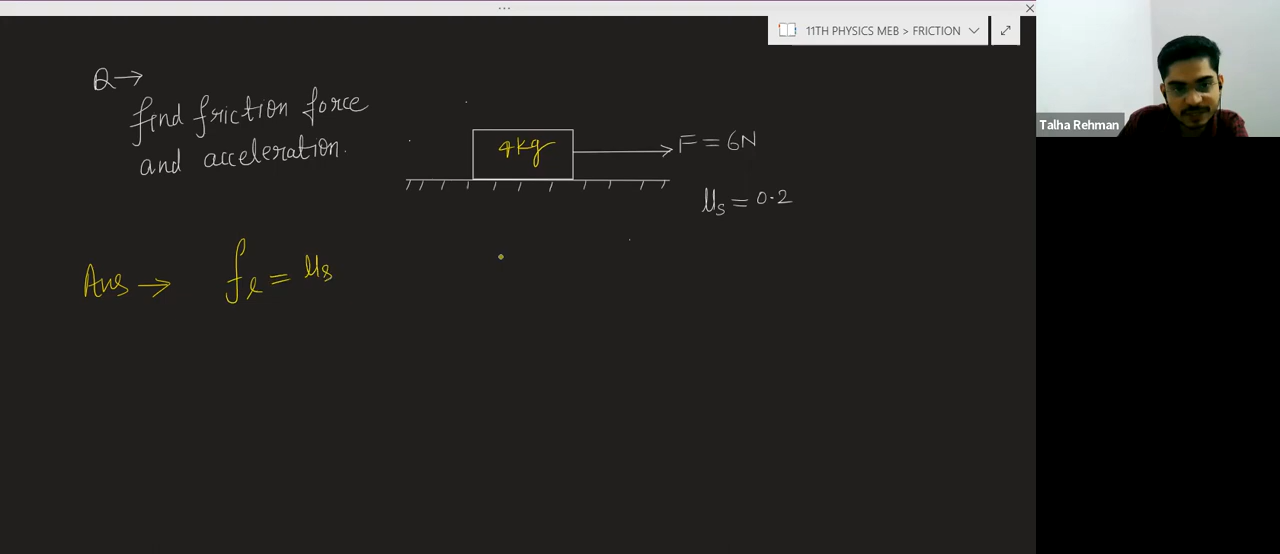 11TH PHYSICS MEB > FRICTION
Q→
find friction force
and acceleration.
4kg
F = 6N
μs = 0.2
Talha Rehman
Ans → fℓ = μs